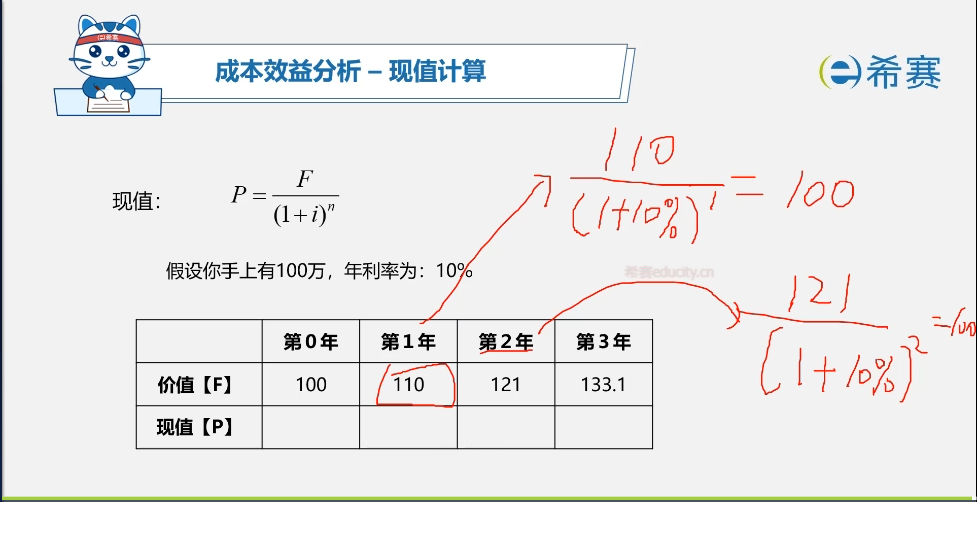 希赛
成本效益分析 – 现值计算
希赛
现值：
P = F / (1+i)^n
110 / (1+10%)^1 = 100
假设你手上有100万，年利率为：10%
希赛educity.cn
121 / (1+10%)^2 = 100
第0年 第1年 第2年 第3年
价值【F】 100 110 121 133.1
现值【P】